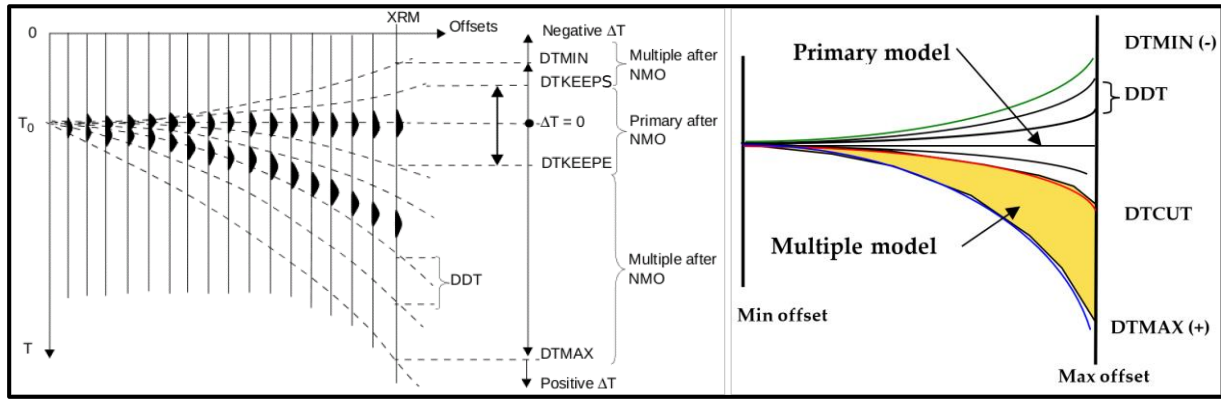 XRM
0
Offsets
Negative ΔT
DTMIN
Multiple after
NMO
DTKEEPS
T₀
ΔT = 0
Primary after
NMO
DTKEEPE
DDT
Multiple after
NMO
T
DTMAX
Positive ΔT
Primary model
DTMIN (-)
DDT
DTCUT
Multiple model
Min offset
DTMAX (+)
Max offset